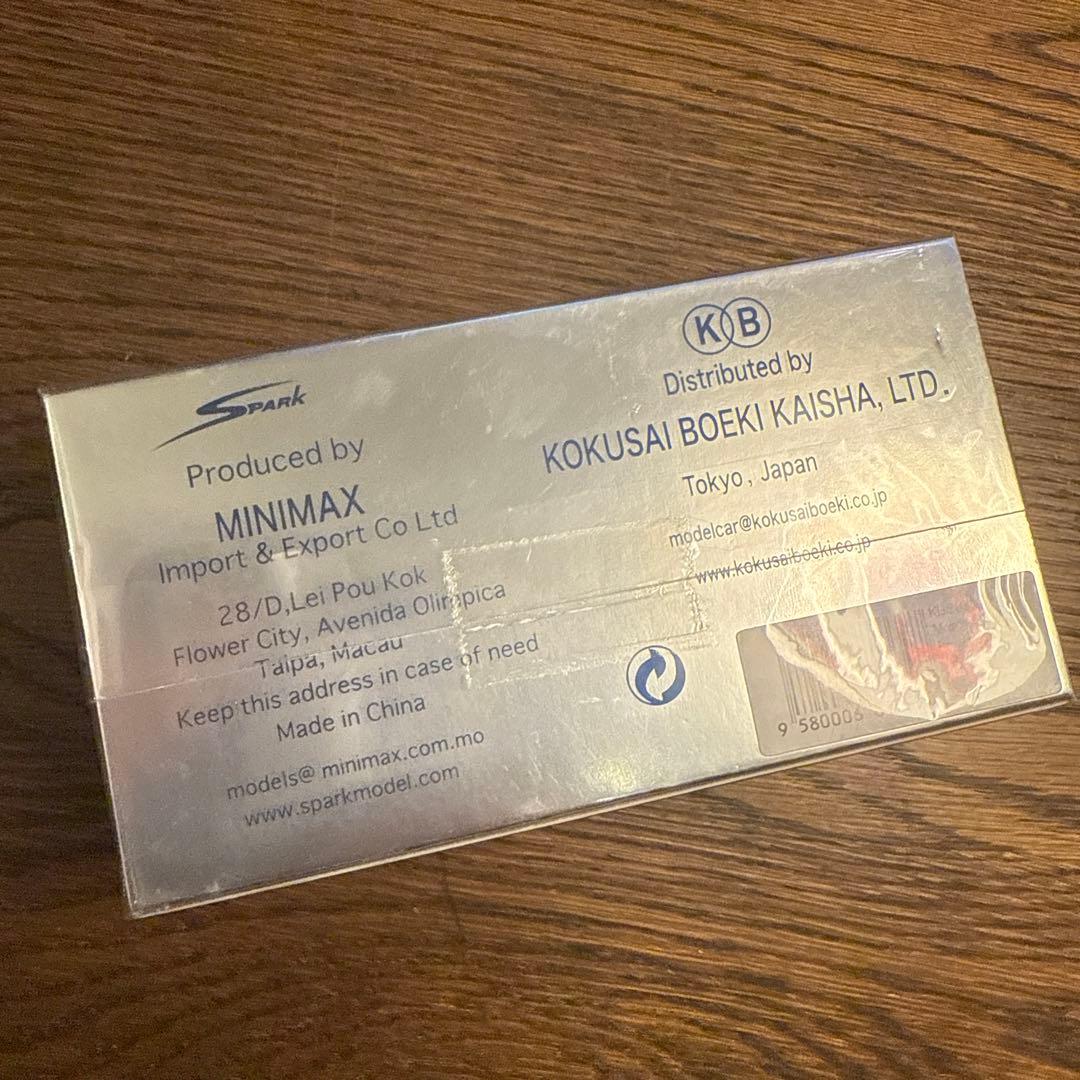 SPARK
Produced by
MINIMAX
Import & Export Co Ltd
28/D,Lei Pou Kok
Flower City, Avenida Olimpica
Taipa, Macau
Keep this address in case of need
Made in China
models@ minimax.com.mo
www.sparkmodel.com
KB
Distributed by
KOKUSAI BOEKI KAISHA, LTD.
Tokyo , Japan
modelcar@kokusaiboeki.co.jp
www.kokusaiboeki.co.jp
9 580006